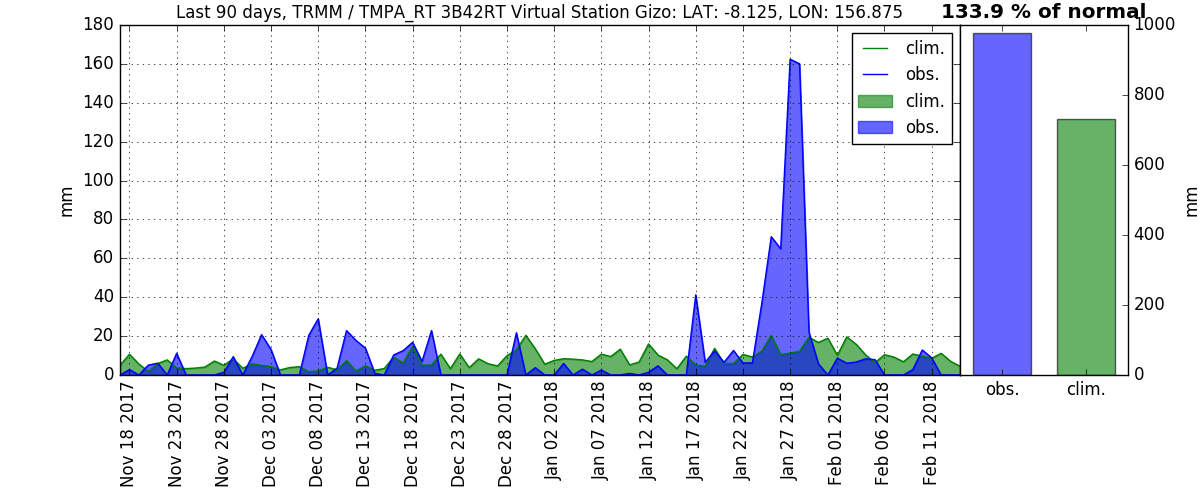 Last 90 days, TRMM / TMPA_RT 3B42RT Virtual Station Gizo: LAT: -8.125, LON: 156.875
133.9 % of normal
180
160
140
120
100
80
60
40
20
0
mm
clim.
obs.
clim.
obs.
Nov 18 2017
Nov 23 2017
Nov 28 2017
Dec 03 2017
Dec 08 2017
Dec 13 2017
Dec 18 2017
Dec 23 2017
Dec 28 2017
Jan 02 2018
Jan 07 2018
Jan 12 2018
Jan 17 2018
Jan 22 2018
Jan 27 2018
Feb 01 2018
Feb 06 2018
Feb 11 2018
1000
800
600
400
200
0
mm
obs.
clim.